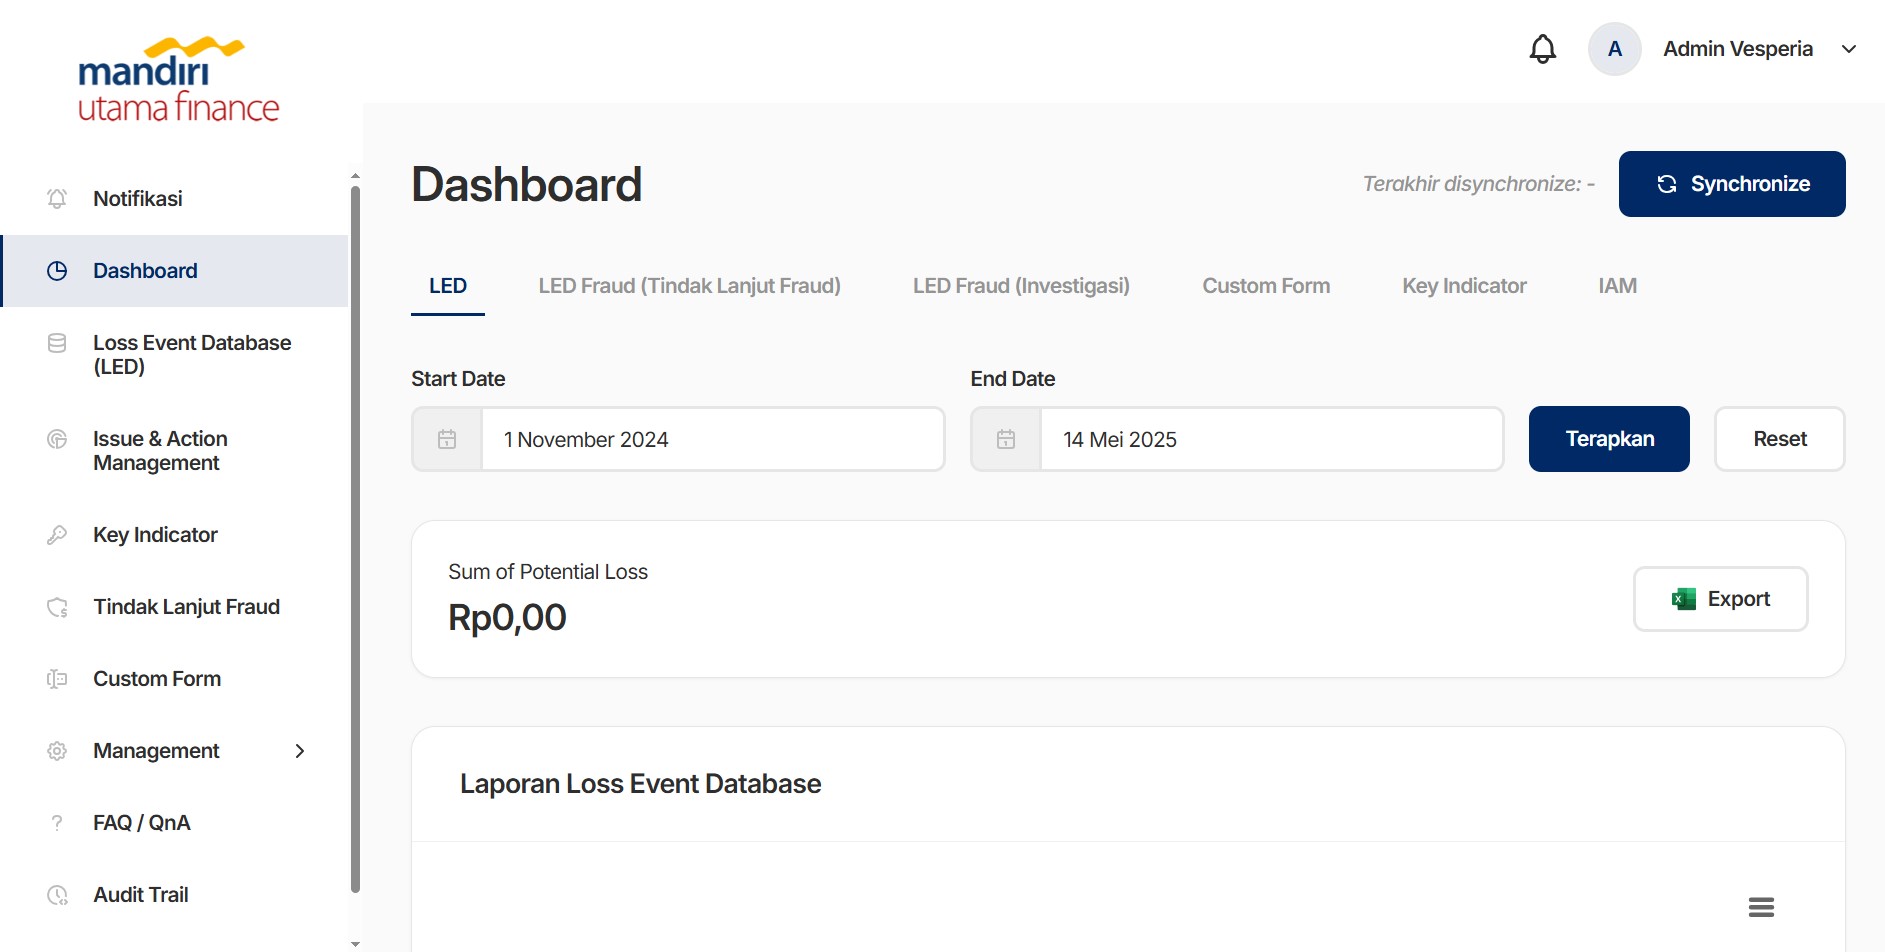 mandiri
utama finance
A
Admin Vesperia
Notifikasi
Dashboard
Loss Event Database
(LED)
Issue & Action
Management
Key Indicator
Tindak Lanjut Fraud
Custom Form
Management
FAQ / QnA
Audit Trail
Dashboard
Terakhir disynchronize: -
Synchronize
LED
LED Fraud (Tindak Lanjut Fraud)
LED Fraud (Investigasi)
Custom Form
Key Indicator
IAM
Start Date
End Date
1 November 2024
14 Mei 2025
Terapkan
Reset
Sum of Potential Loss
Rp0,00
Export
Laporan Loss Event Database